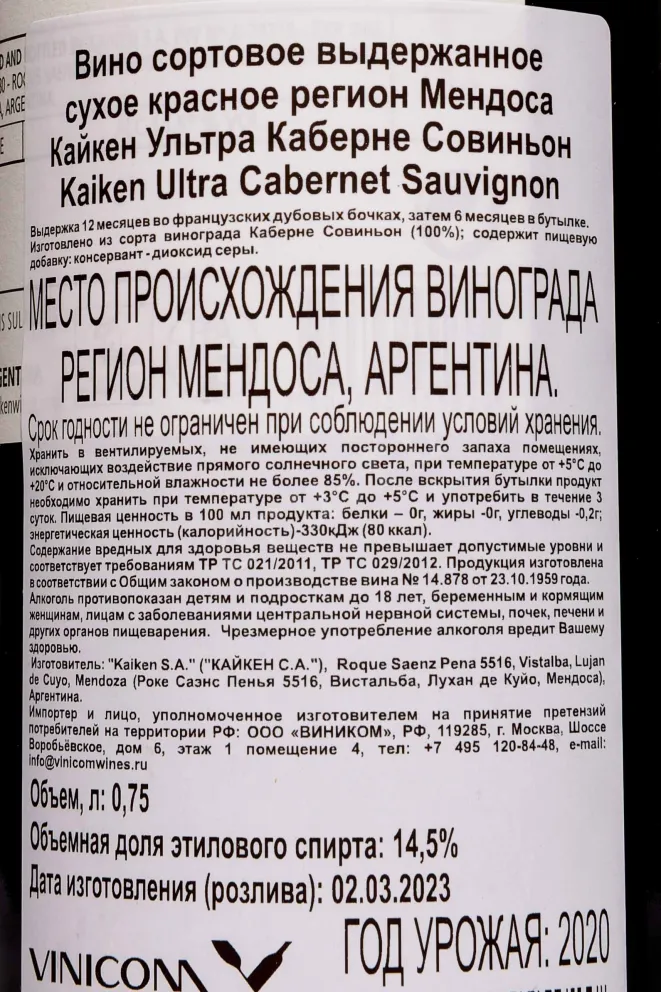 Вино сортовое выдержанное
сухое красное регион Мендоса
Кайкен Ультра Каберне Совиньон
Kaiken Ultra Cabernet Sauvignon
Выдержка 12 месяцев во французских дубовых бочках, затем 6 месяцев в бутылке.
Изготовлено из сорта винограда Каберне Совиньон (100%); содержит пищевую
добавку: консервант - диоксид серы.
МЕСТО ПРОИСХОЖДЕНИЯ ВИНОГРАДА
РЕГИОН МЕНДОСА, АРГЕНТИНА.
Срок годности не ограничен при соблюдении условий хранения.
Хранить в вентилируемых, не имеющих постороннего запаха помещениях,
исключающих воздействие прямого солнечного света, при температуре от +5°С до
+20°С и относительной влажности не более 85%. После вскрытия бутылки продукт
необходимо хранить при температуре от +3°С до +5°С и употребить в течение 3
суток. Пищевая ценность в 100 мл продукта: белки – 0г, жиры -0г, углеводы -0,2г;
энергетическая ценность (калорийность)-330кДж (80 ккал).
Содержание вредных для здоровья веществ не превышает допустимые уровни и
соответствует требованиям ТР ТС 021/2011, ТР ТС 029/2012. Продукция изготовлена
в соответствии с Общим законом о производстве вина № 14.878 от 23.10.1959 года.
Алкоголь противопоказан детям и подросткам до 18 лет, беременным и кормящим
женщинам, лицам с заболеваниями центральной нервной системы, почек, печени и
других органов пищеварения. Чрезмерное употребление алкоголя вредит Вашему
здоровью.
Изготовитель: "Kaiken S.A." ("КАЙКЕН С.А."), Roque Saenz Pena 5516, Vistalba, Lujan
de Cuyo, Mendoza (Роке Саэнс Пенья 5516, Вистальба, Лухан де Куйо, Мендоса),
Аргентина.
Импортер и лицо, уполномоченное изготовителем на принятие претензий
потребителей на территории РФ: ООО «ВИНИКОМ», РФ, 119285, г. Москва, Шоссе
Воробьёвское, дом 6, этаж 1 помещение 4, тел: +7 495 120-84-48, e-mail:
info@vinicomwines.ru
Объем, л: 0,75
Объемная доля этилового спирта: 14,5%
Дата изготовления (розлива): 02.03.2023
ГОД УРОЖАЯ: 2020
VINICOM